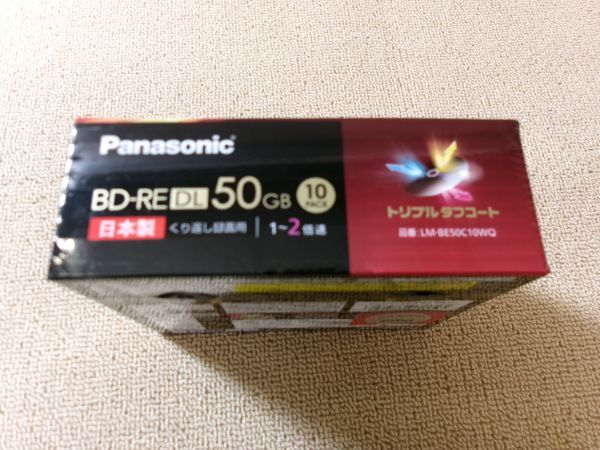 Panasonic
BD-RE DL 50GB 10 PACK
日本製 くり返し録画用 1~2倍速
トリプルタフコート
品番:LM-BE50C10WQ